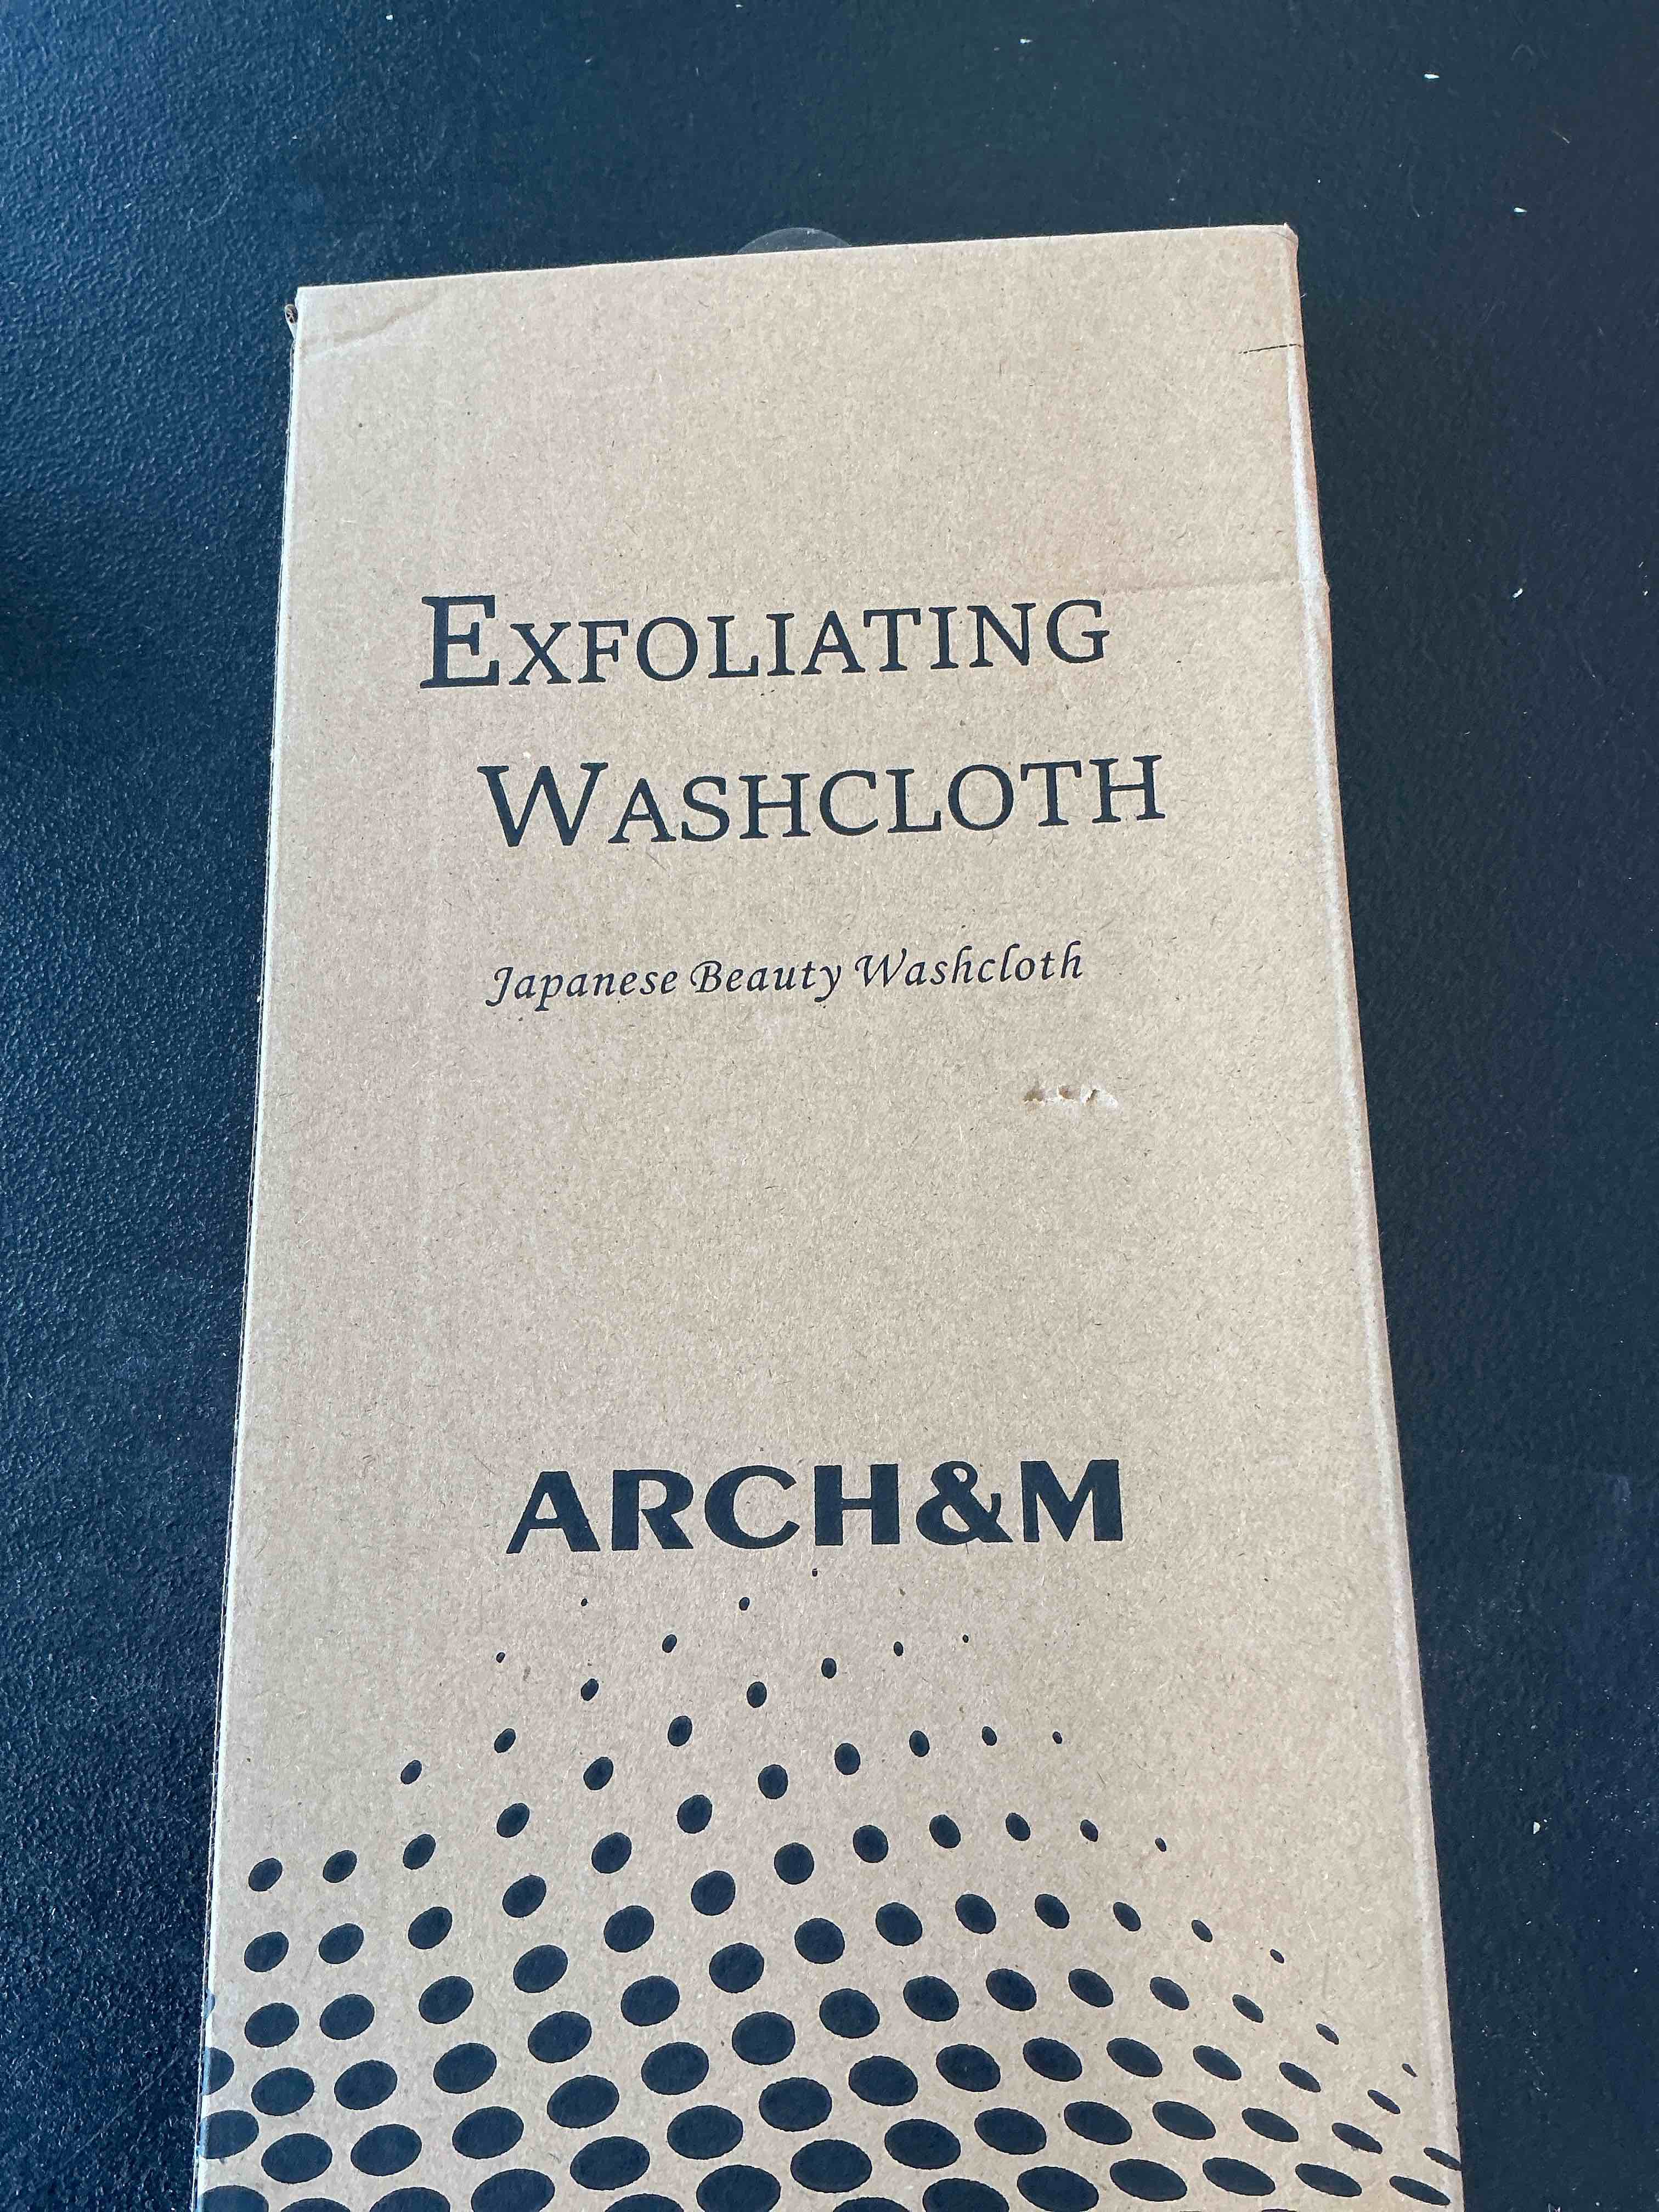 EXFOLIATING
WASHCLOTH
Japanese Beauty Washcloth
ARCH&M